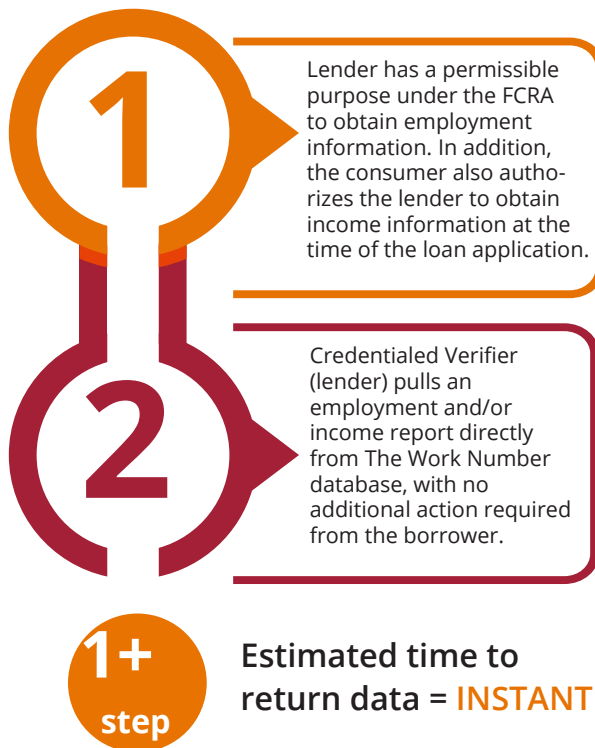 1
Lender has a permissible
purpose under the FCRA
to obtain employment
information. In addition,
the consumer also autho-
rizes the lender to obtain
income information at the
time of the loan application.
2
Credentialed Verifier
(lender) pulls an
employment and/or
income report directly
from The Work Number
database, with no
additional action required
from the borrower.
1+
step
Estimated time to
return data = INSTANT